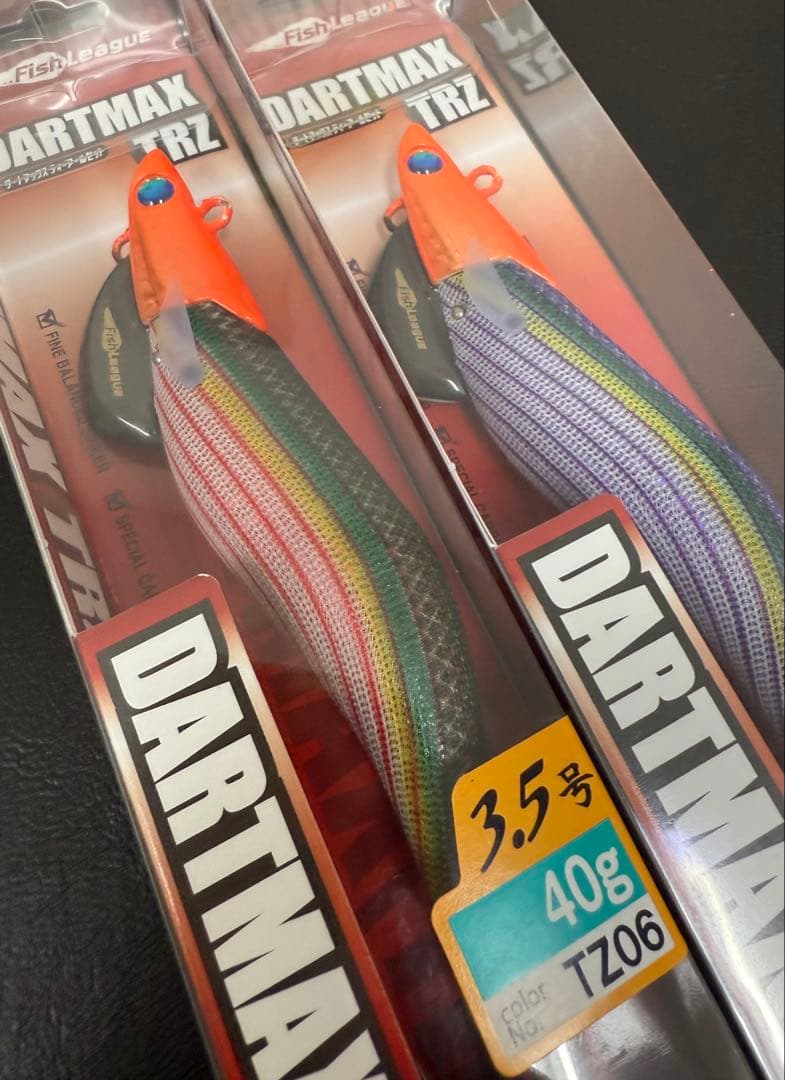 FishLeague
DARTMAX
TRZ
ダートマックスティーアールゼット
FishLeague
FINE BALANCE
SPECIAL
DARTMAX
3.5号
40g
color
No.
TZ06
FishLeague
DARTMAX
TRZ
ダートマックスティーアールゼット
FishLeague
SPECIAL
DARTMAX